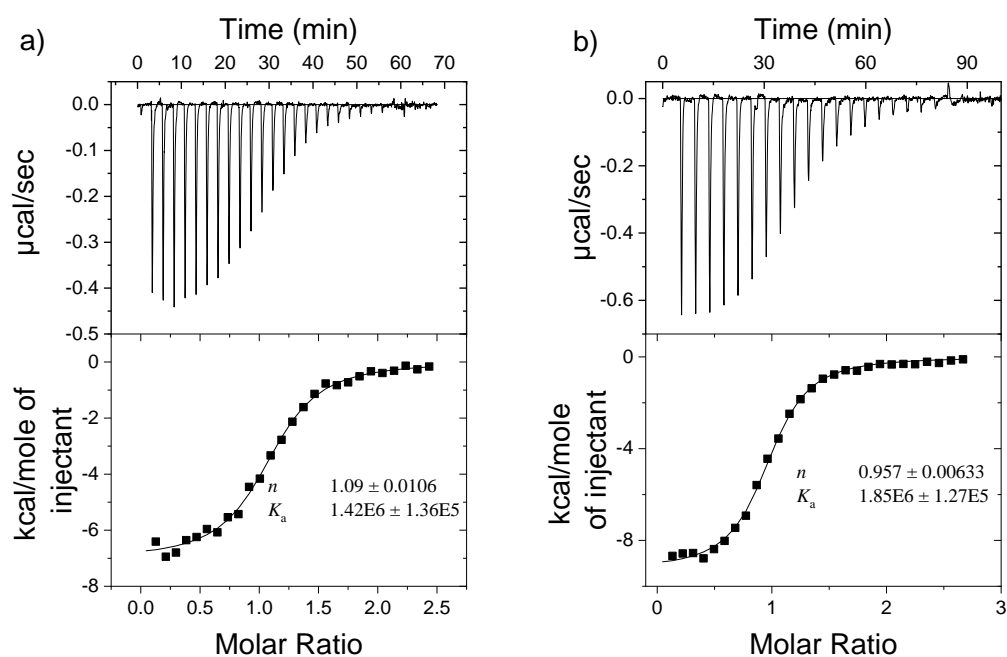 a)
Time (min)
0 10 20 30 40 50 60 70
0.0
-0.1
-0.2
-0.3
-0.4
-0.5
µcal/sec
0
-2
-4
-6
-8
kcal/mole of
injectant
n 1.09 ± 0.0106
Ka 1.42E6 ± 1.36E5
0.0 0.5 1.0 1.5 2.0 2.5
Molar Ratio
b)
Time (min)
0 30 60 90
0.0
-0.2
-0.4
-0.6
µcal/sec
0
-4
-8
kcal/mole
of injectant
n 0.957 ± 0.00633
Ka 1.85E6 ± 1.27E5
0 1 2 3
Molar Ratio